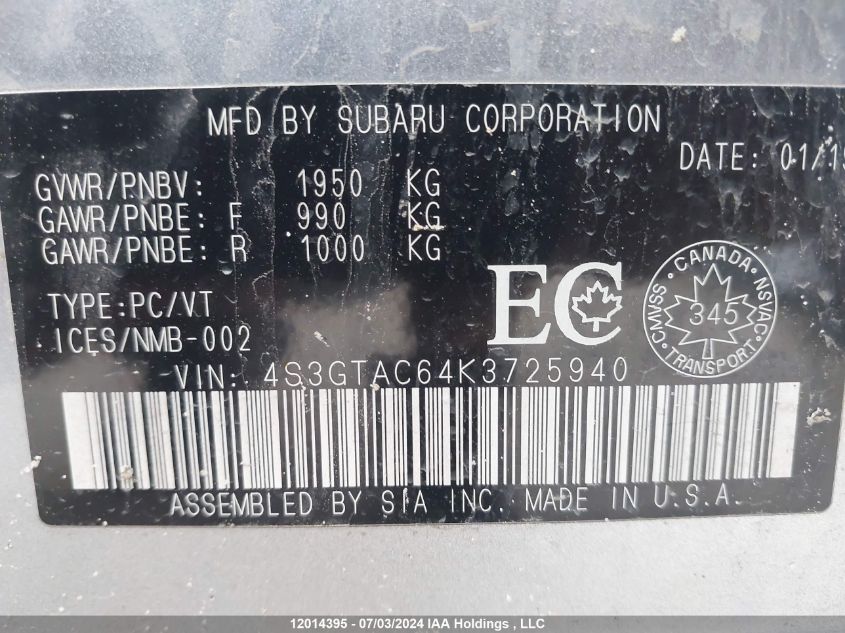 MFD BY SUBARU CORPORATION
DATE: 01/19
GVWR/PNBV: 1950 KG
GAWR/PNBE: F 990 KG
GAWR/PNBE: R 1000 KG
EC
CANADA
NSVAC
TRANSPORT
CMVSS
345
TYPE:PC/VT
ICES/NMB-002
VIN: 4S3GTAC64K3725940
ASSEMBLED BY SIA INC. MADE IN U.S.A.
12014395 - 07/03/2024 IAA Holdings , LLC